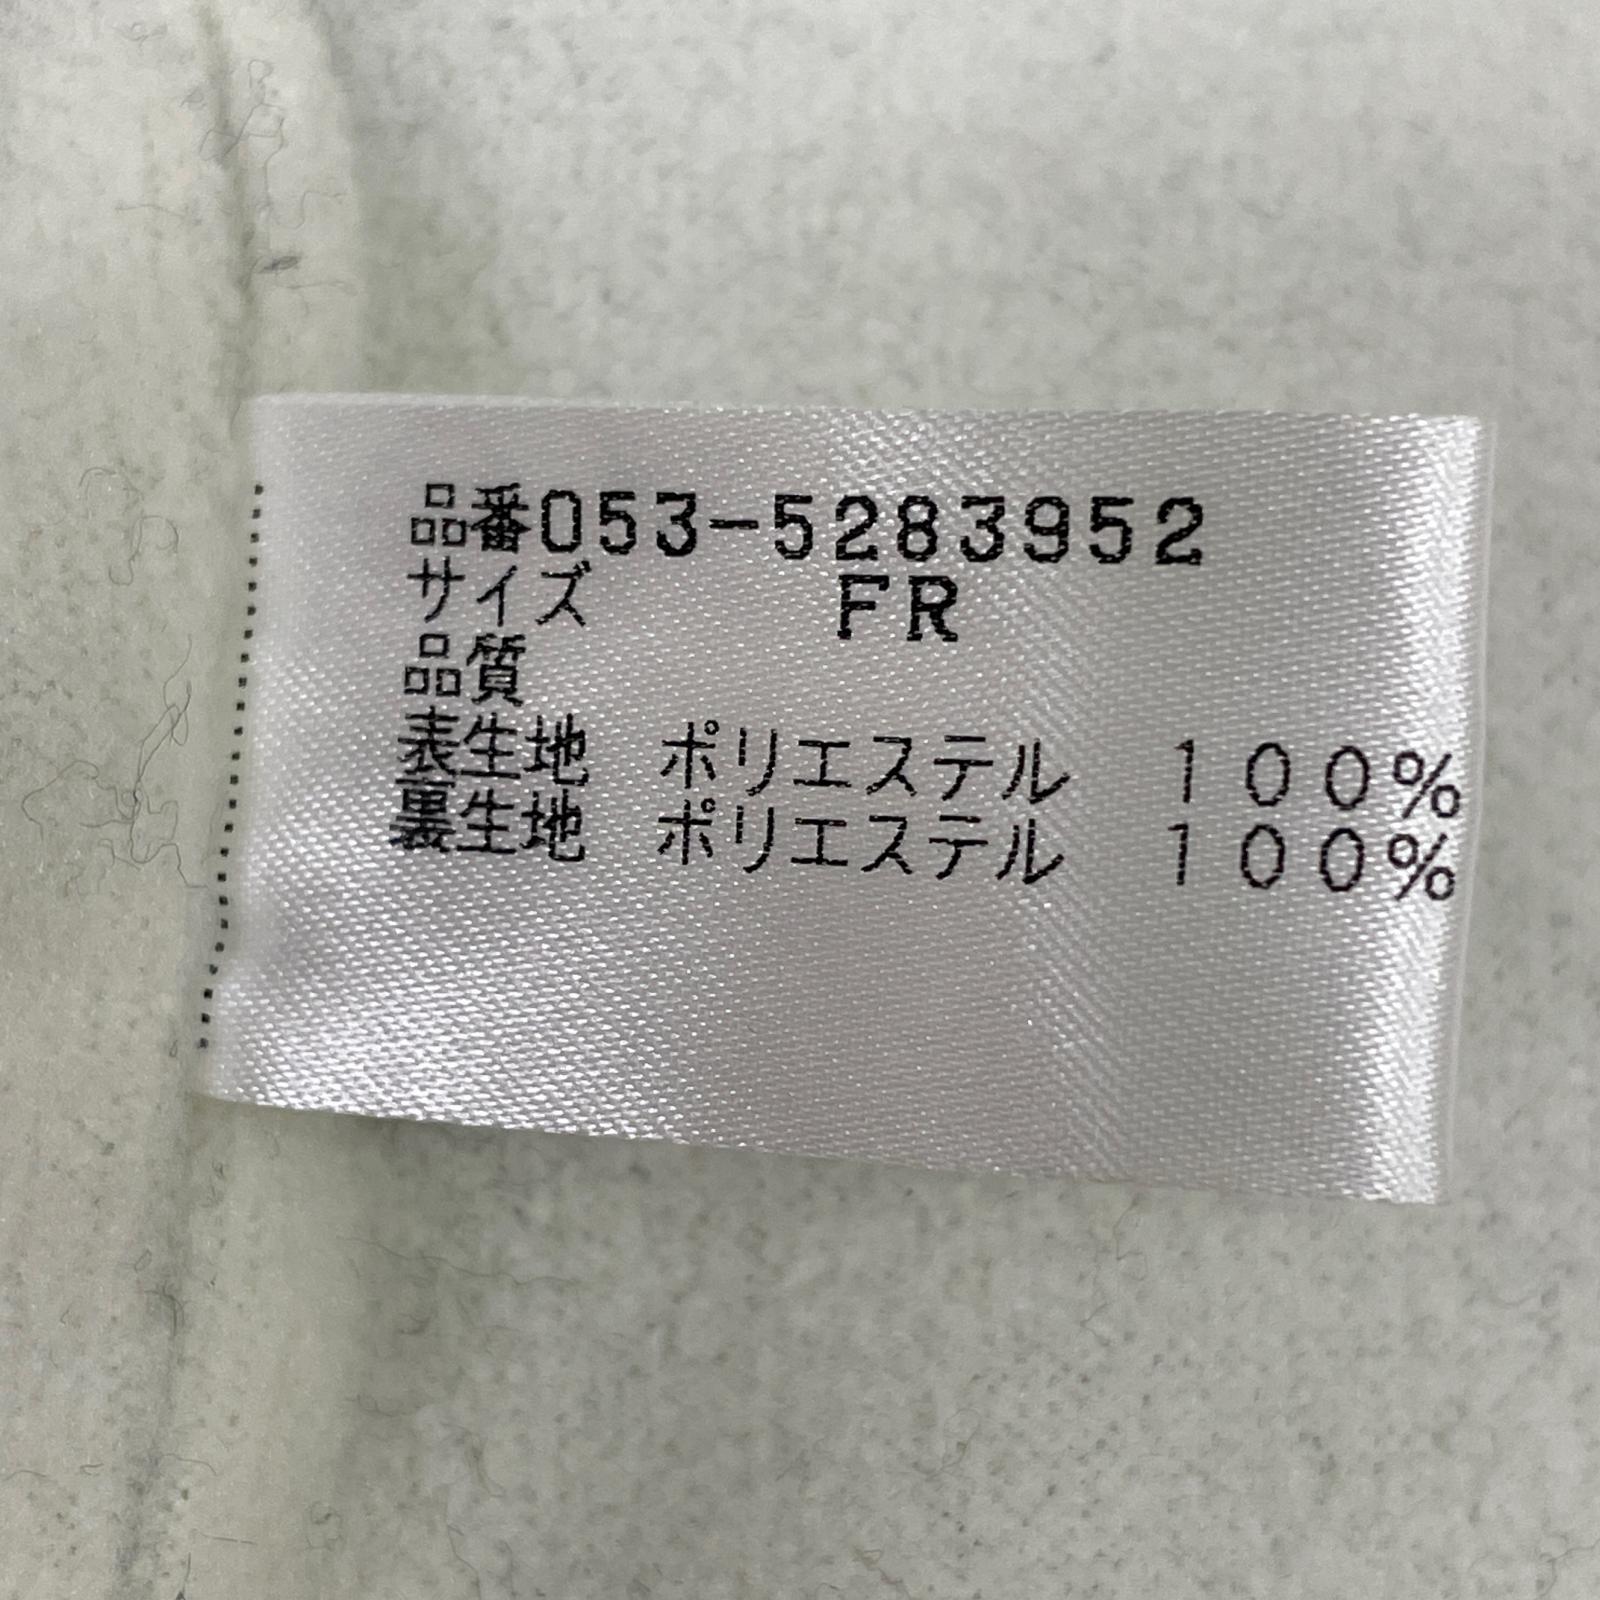 品番053-5283952
サイズ FR
品質
表生地 ポリエステル 100%
裏生地 ポリエステル 100%